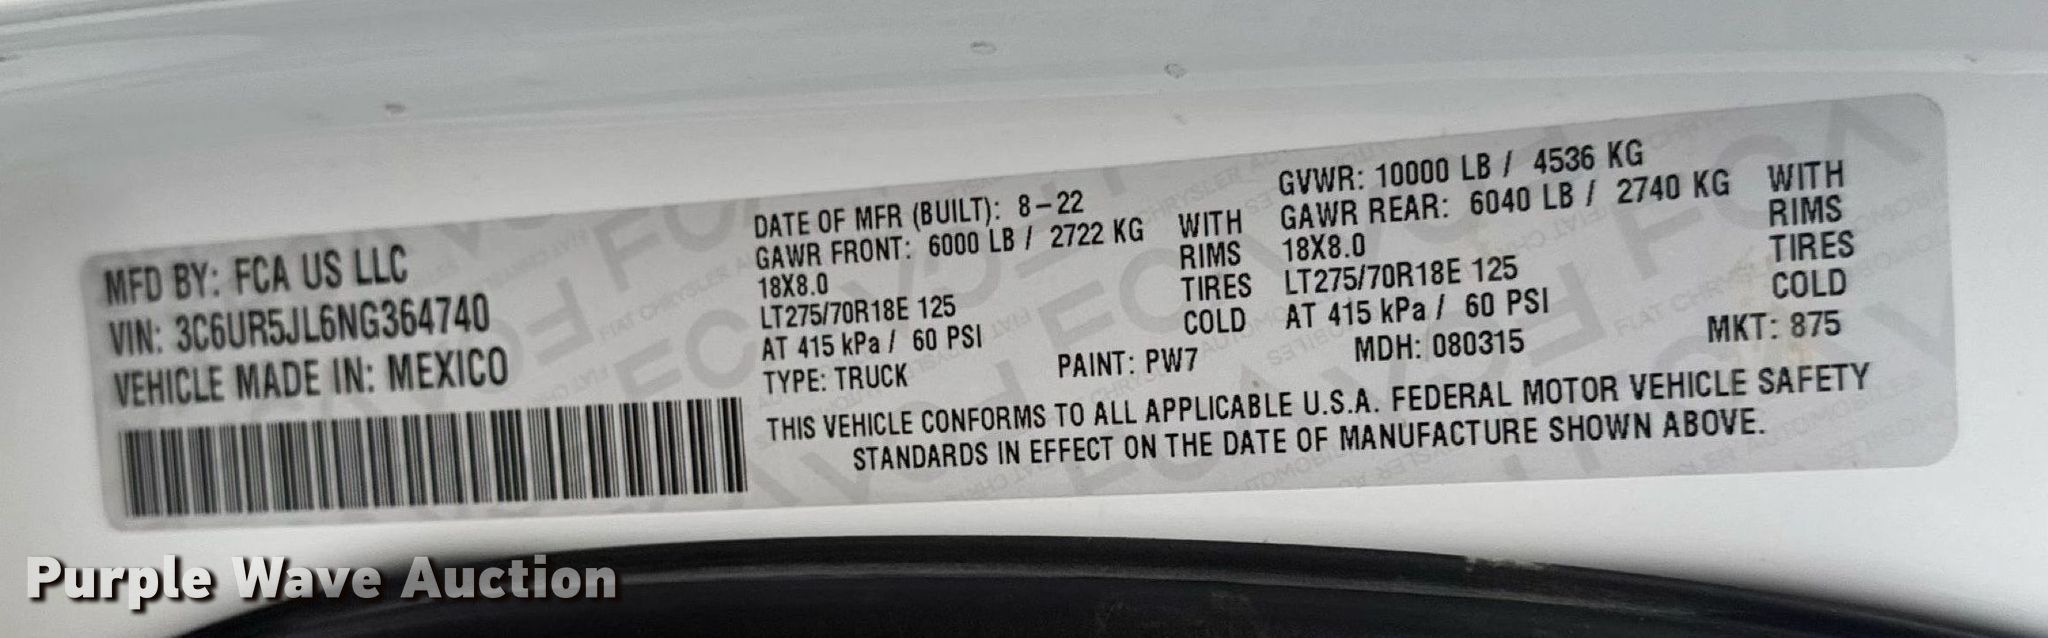 MFD BY: FCA US LLC
VIN: 3C6UR5JL6NG364740
VEHICLE MADE IN: MEXICO
DATE OF MFR (BUILT): 8-22
GAWR FRONT: 6000 LB / 2722 KG WITH
18X8.0 RIMS
LT275/70R18E 125 TIRES
AT 415 kPa / 60 PSI COLD
TYPE: TRUCK
GVWR: 10000 LB / 4536 KG
GAWR REAR: 6040 LB / 2740 KG WITH
18X8.0 RIMS
LT275/70R18E 125 TIRES
AT 415 kPa / 60 PSI COLD
PAINT: PW7 MDH: 080315 MKT: 875
THIS VEHICLE CONFORMS TO ALL APPLICABLE U.S.A. FEDERAL MOTOR VEHICLE SAFETY
STANDARDS IN EFFECT ON THE DATE OF MANUFACTURE SHOWN ABOVE.
Purple Wave Auction